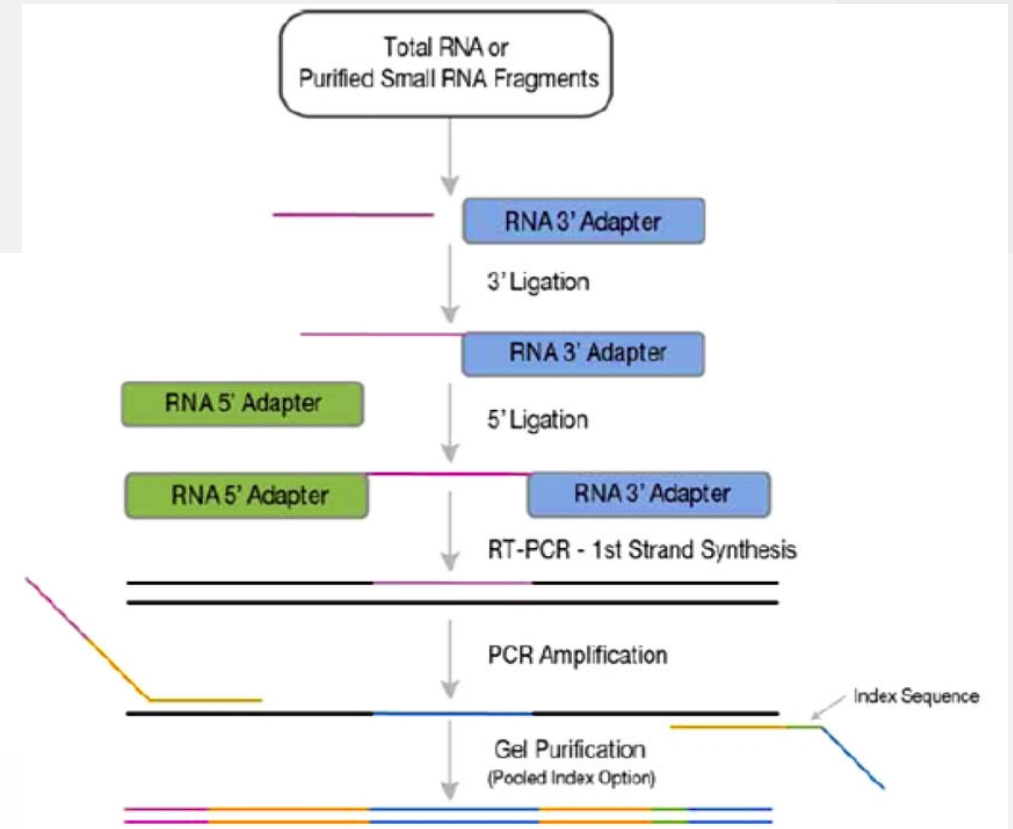 Total RNA or
Purified Small RNA Fragments
RNA 3' Adapter
3' Ligation
RNA 3' Adapter
RNA 5' Adapter
5' Ligation
RNA 5' Adapter
RNA 3' Adapter
RT-PCR - 1st Strand Synthesis
PCR Amplification
Index Sequence
Gel Purification
(Pooled Index Option)